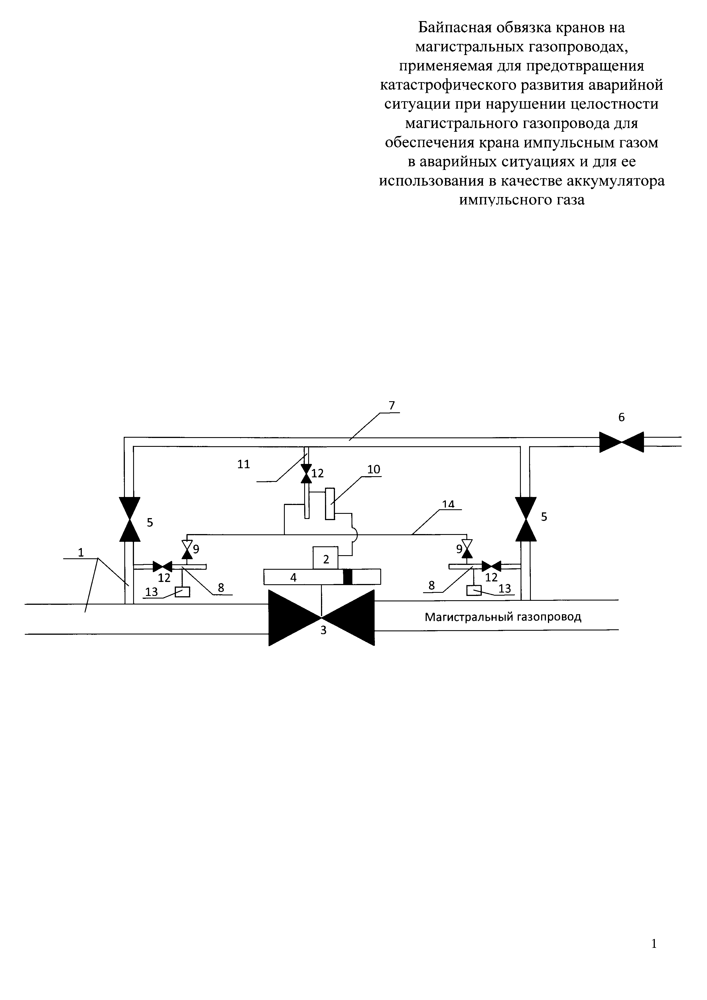 Байпасная обвязка кранов на
магистральных газопроводах,
применяемая для предотвращения
катастрофического развития аварийной
ситуации при нарушении целостности
магистрального газопровода для
обеспечения крана импульсным газом
в аварийных ситуациях и для ее
использования в качестве аккумулятора
импульсного газа
7
6
11
12
10
14
5
5
1
9
9
2
12
4
12
13
8
8
13
Магистральный газопровод
3
1